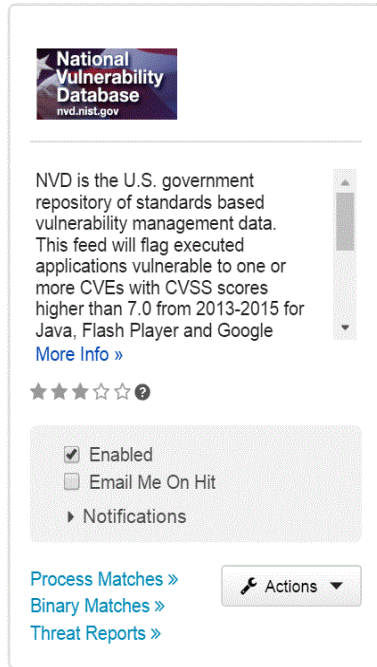 National
Vulnerability
Database
nvd.nist.gov
NVD is the U.S. government
repository of standards based
vulnerability management data.
This feed will flag executed
applications vulnerable to one or
more CVEs with CVSS scores
higher than 7.0 from 2013-2015 for
Java, Flash Player and Google
More Info »
?
Enabled
Email Me On Hit
Notifications
Process Matches »
Actions
Binary Matches »
Threat Reports »